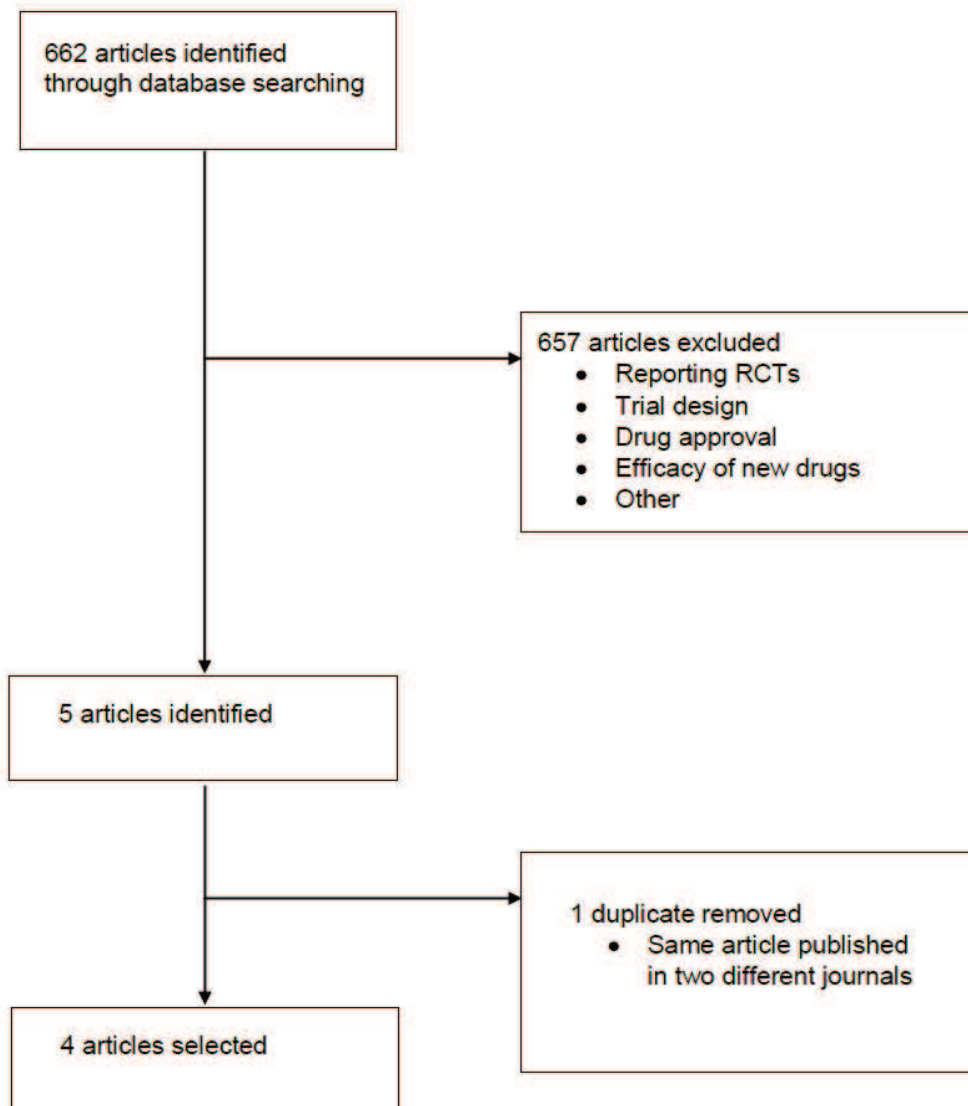 662 articles identified
through database searching
657 articles excluded
• Reporting RCTs
• Trial design
• Drug approval
• Efficacy of new drugs
• Other
5 articles identified
1 duplicate removed
• Same article published
in two different journals
4 articles selected